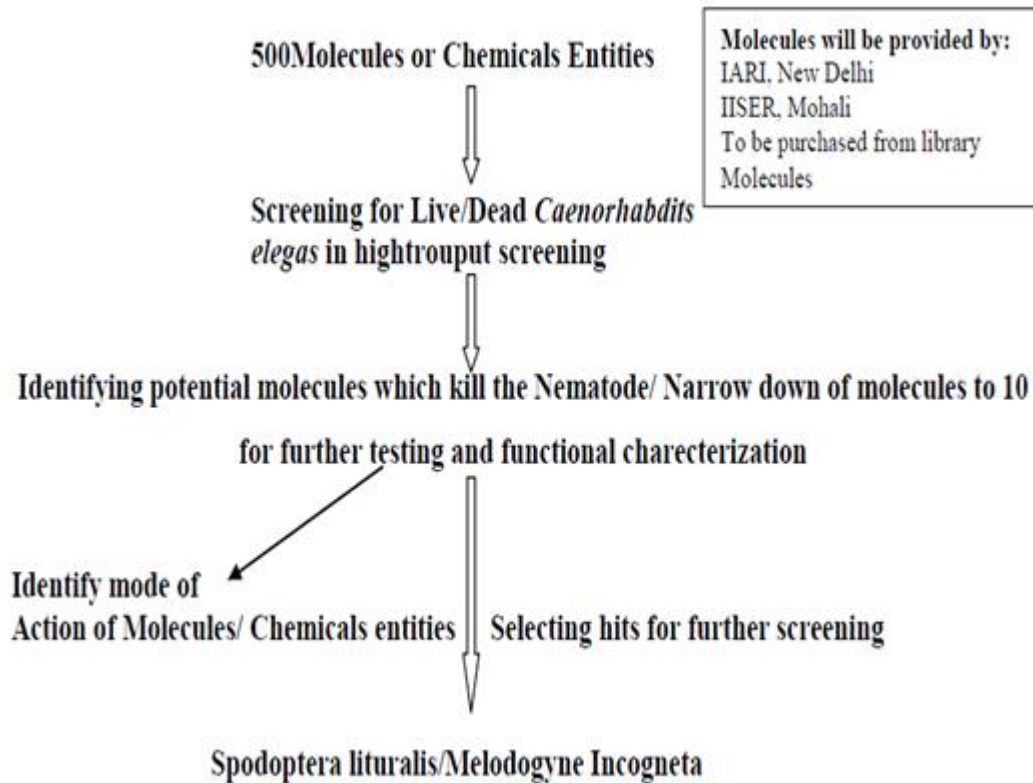 500Molecules or Chemicals Entities
Molecules will be provided by:
IARI, New Delhi
IISER, Mohali
To be purchased from library
Molecules
Screening for Live/Dead Caenorhabdits
elegas in hightrouput screening
Identifying potential molecules which kill the Nematode/ Narrow down of molecules to 10
for further testing and functional charecterization
Identify mode of
Action of Molecules/ Chemicals entities
Selecting hits for further screening
Spodoptera lituralis/Melodogyne Incogneta